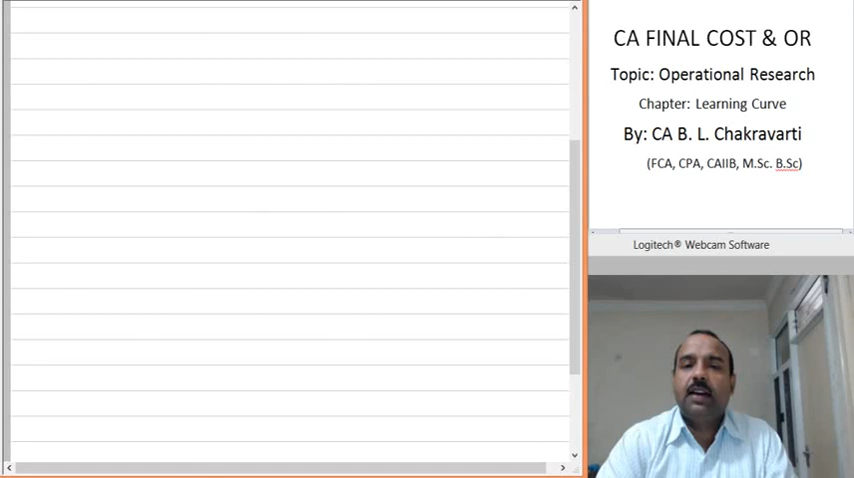 CA FINAL COST & OR
Topic: Operational Research
Chapter: Learning Curve
By: CA B. L. Chakravarti
(FCA, CPA, CAIIB, M.Sc. B.Sc)
Logitech® Webcam Software